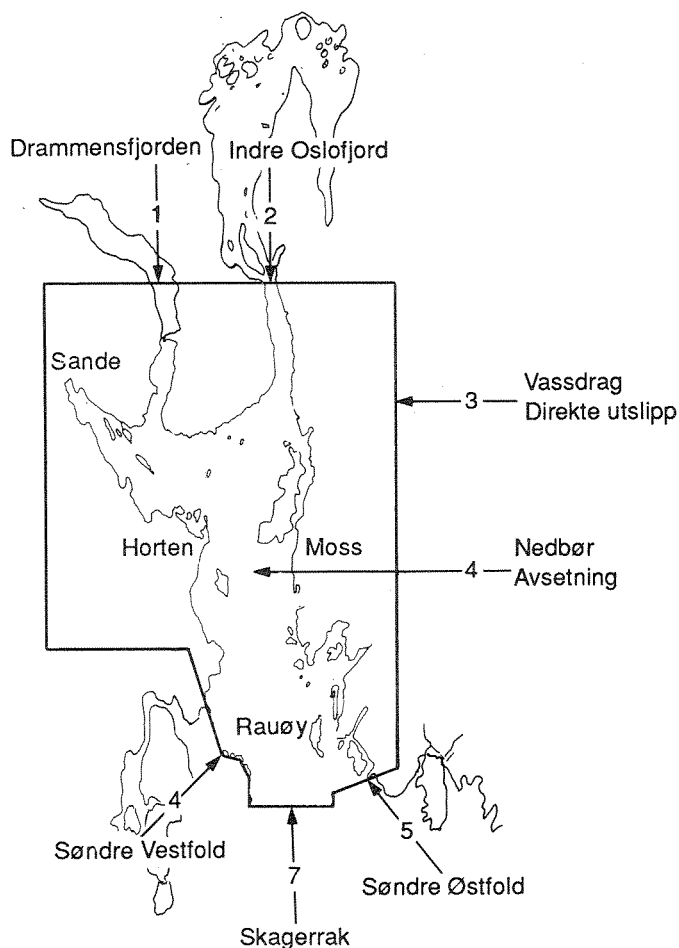 Drammensfjorden
Indre Oslofjord
1
2
Sande
3
Vassdrag
Direkte utslipp
Horten
Moss
4
Nedbør
Avsetning
Rauøy
4
Søndre Vestfold
5
7
Søndre Østfold
Skagerrak